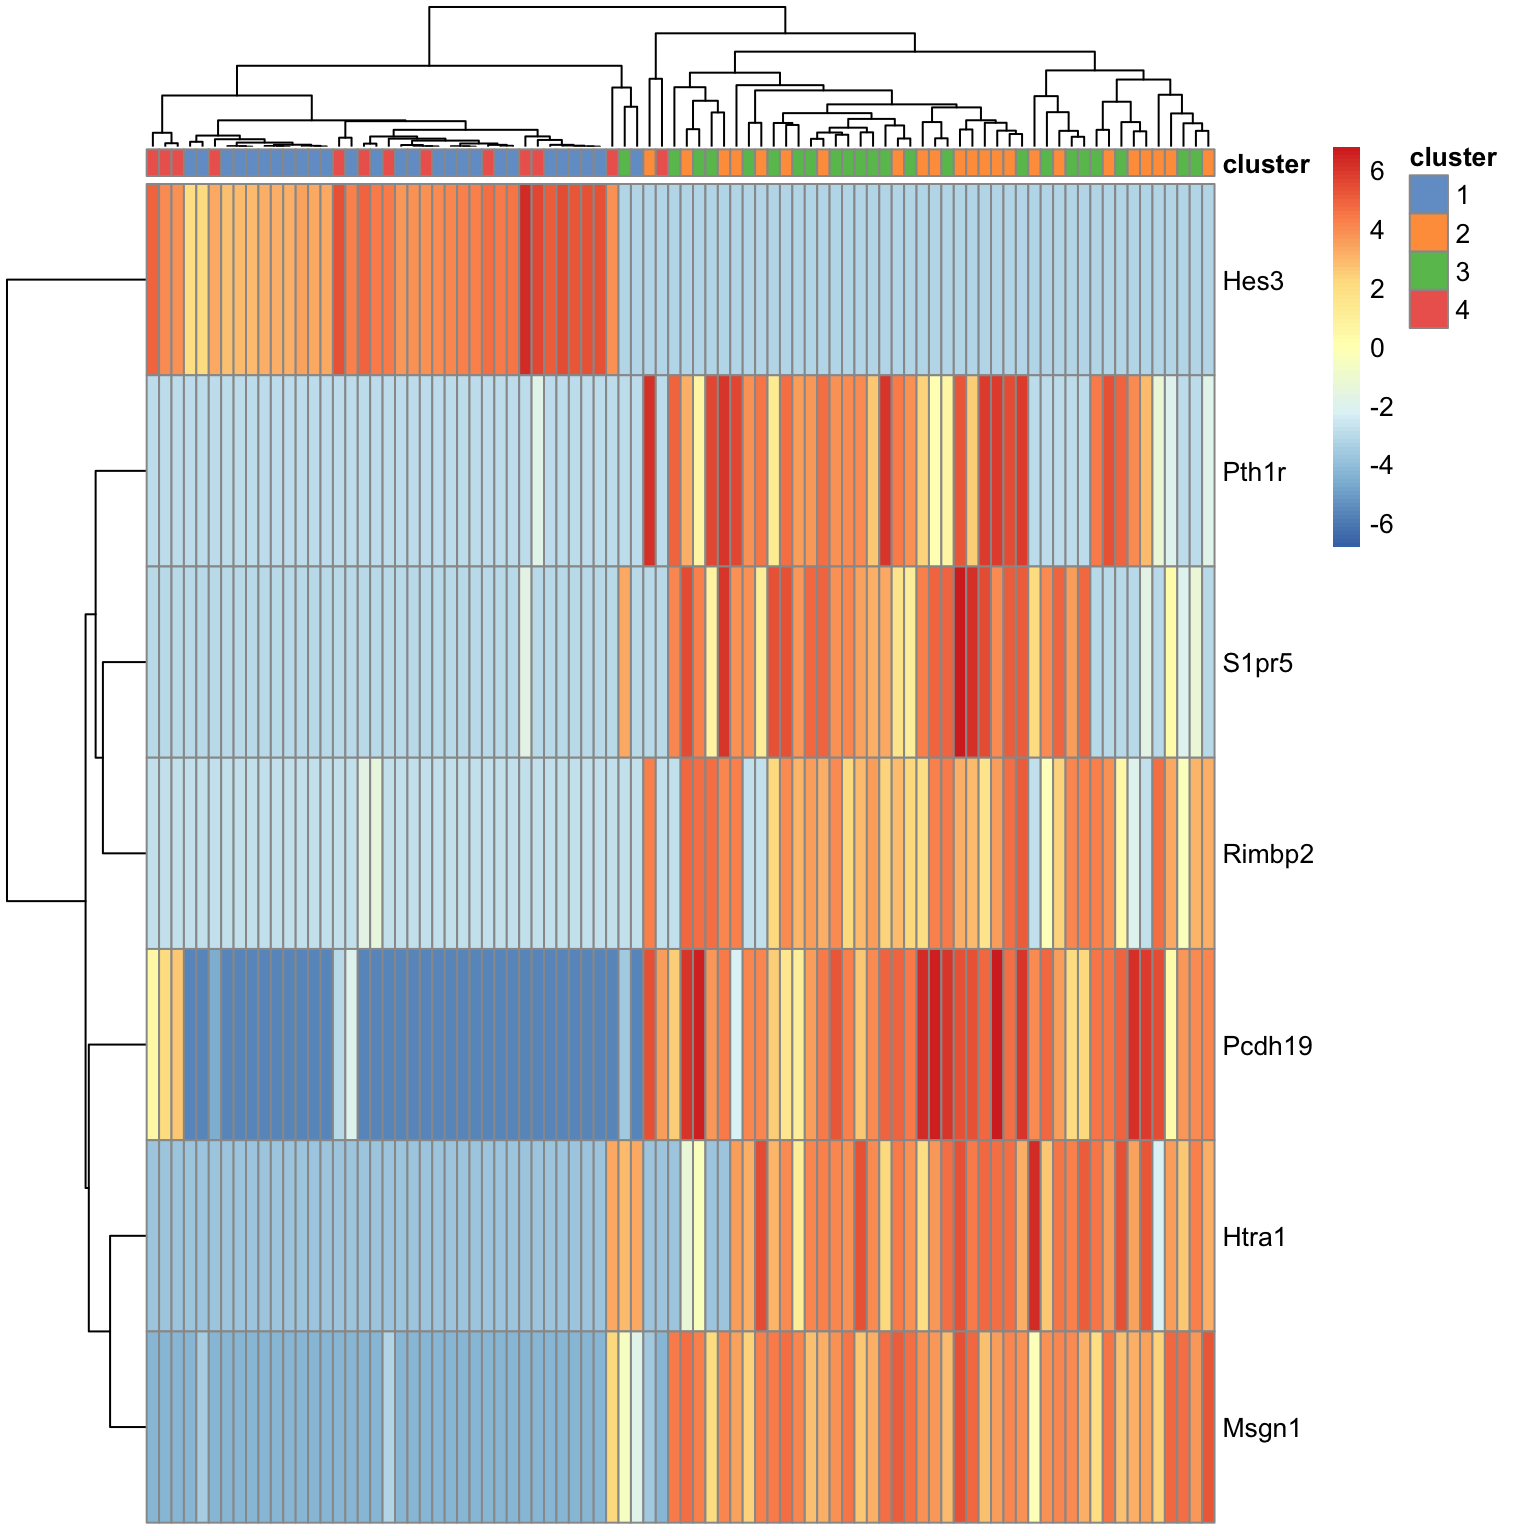 cluster
Hes3
Pth1r
S1pr5
Rimbp2
Pcdh19
Htra1
Msgn1
6
4
2
0
-2
-4
-6
cluster
1
2
3
4